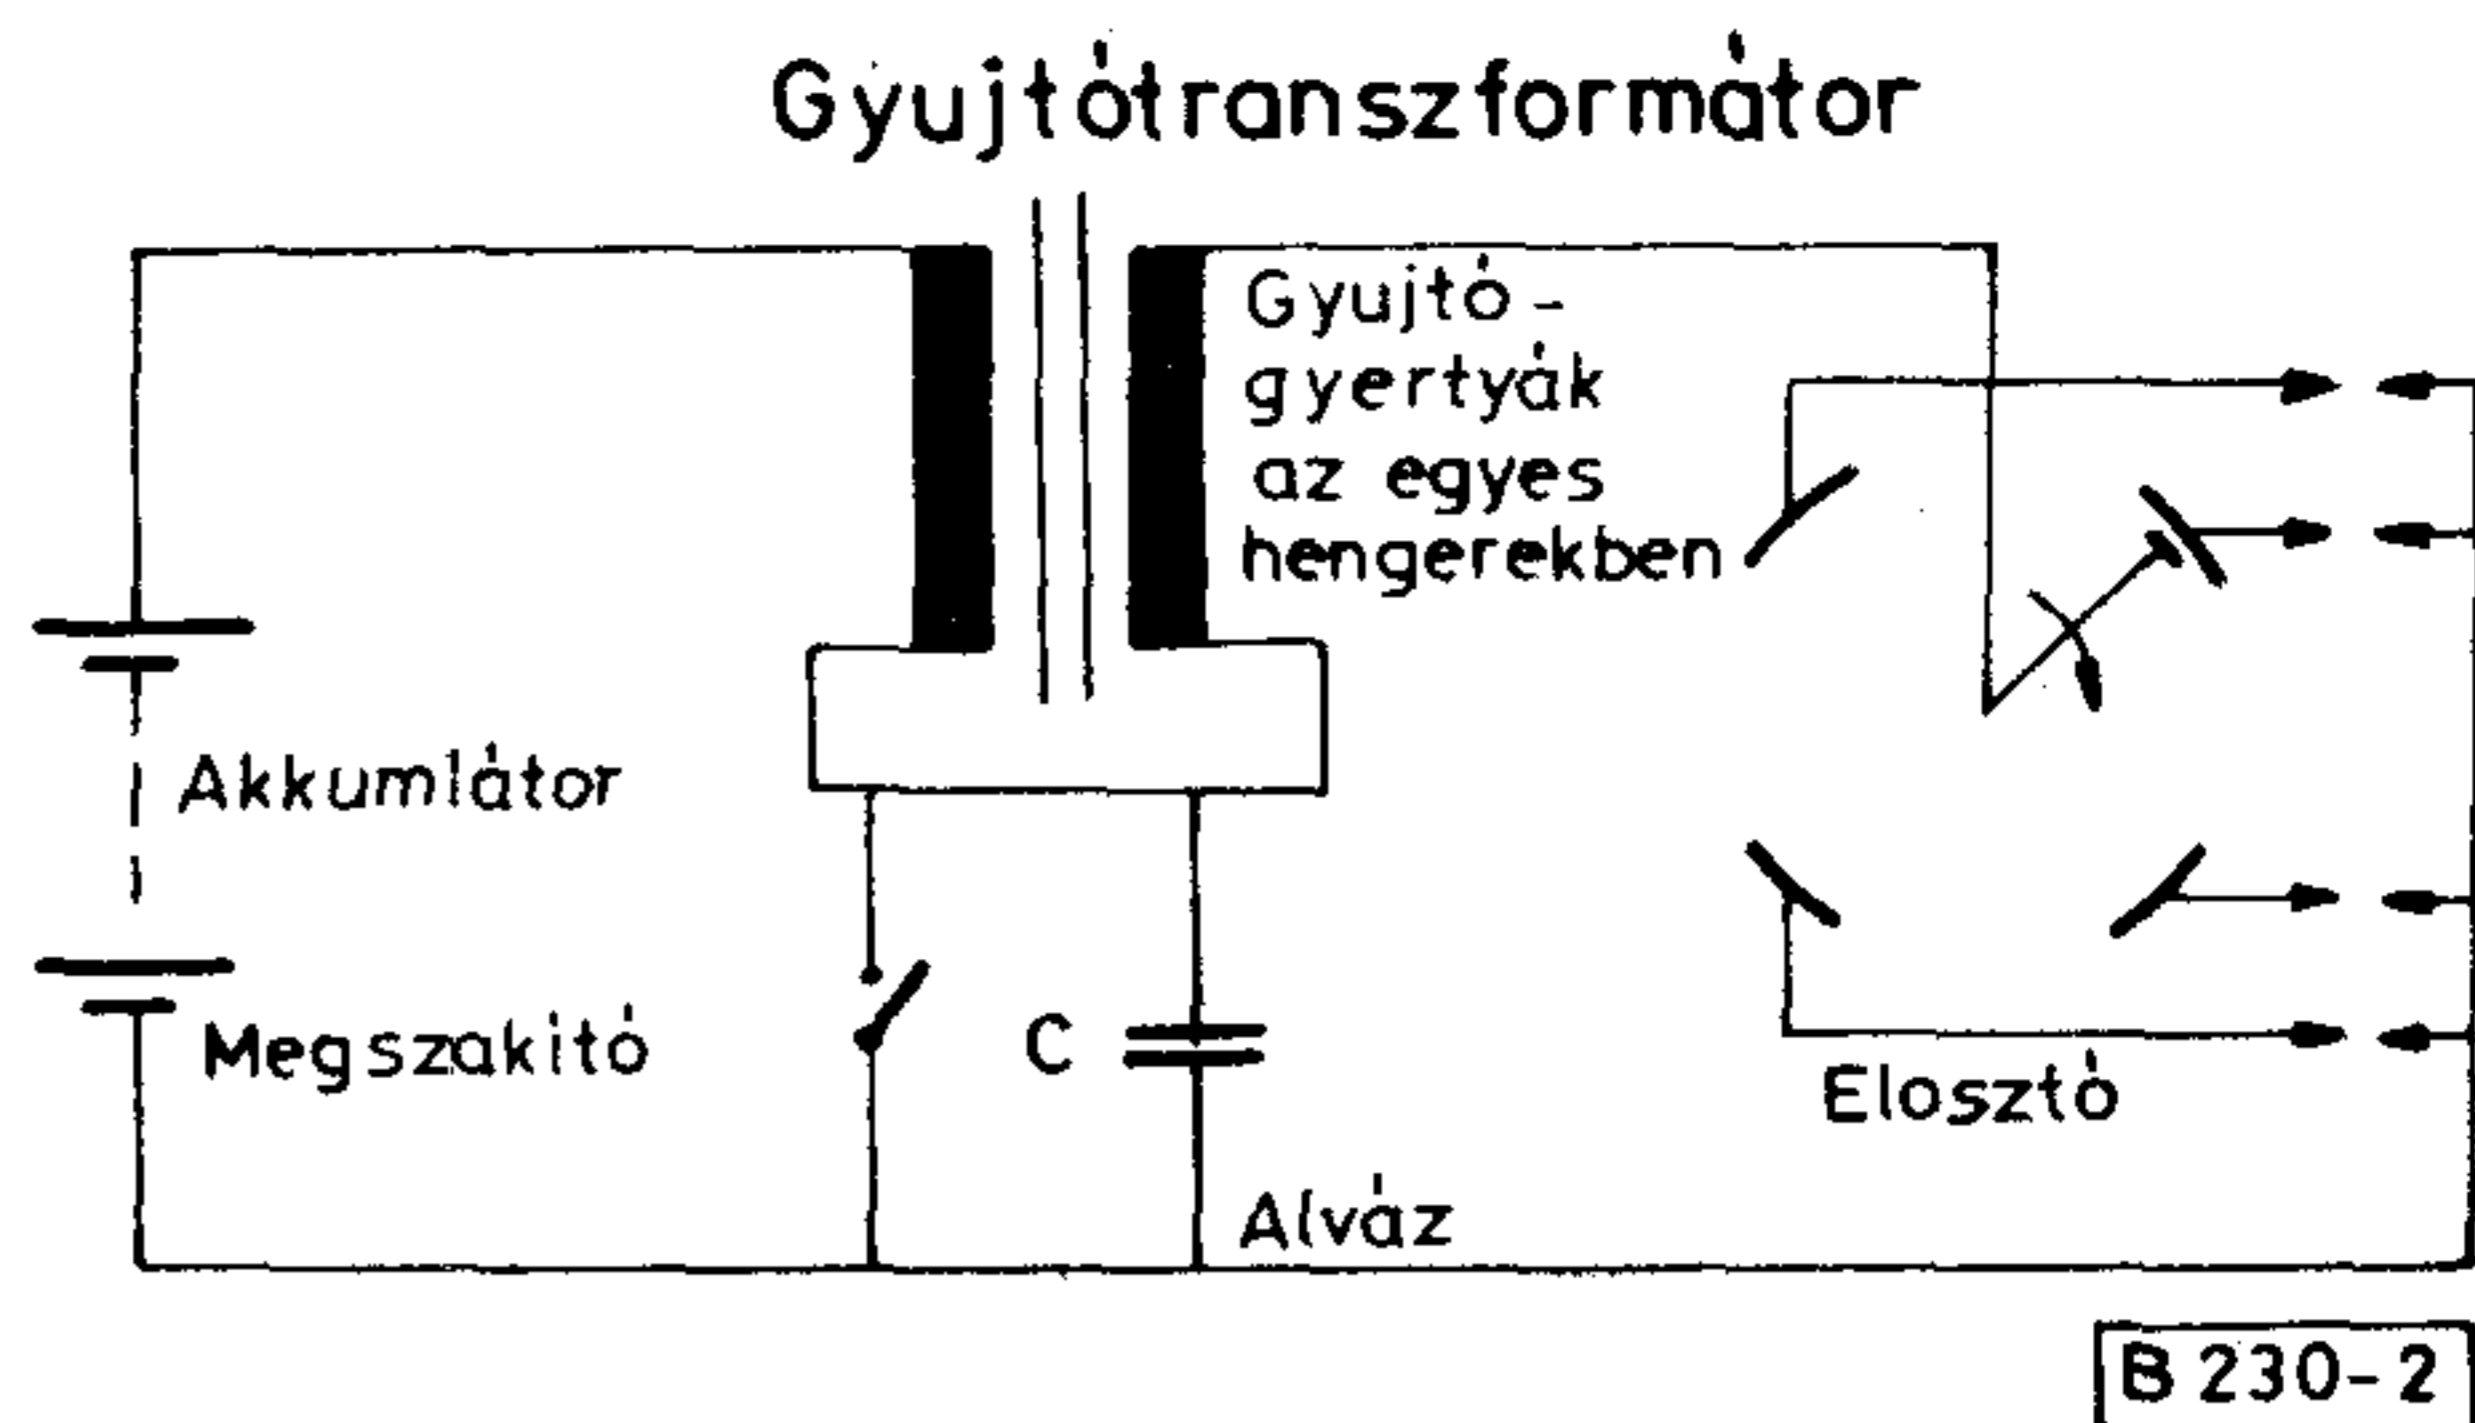 Gyujtótranszformátor
Gyujtó-
gyertyák
az egyes
hengerekben
Akkumlátor
Megszakitó
C
Elosztó
Alváz
B 230-2